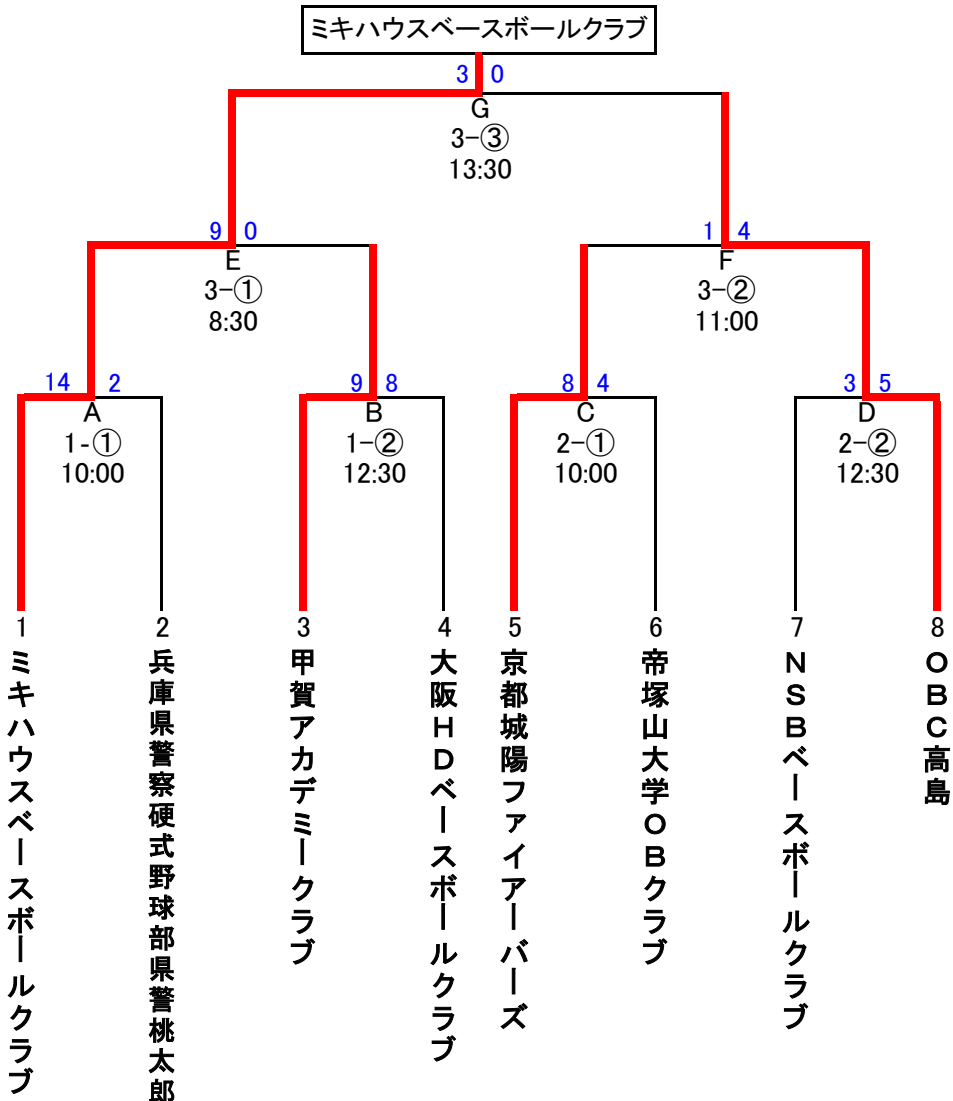 ミキハウスベースボールクラブ
3 0
G
3-③
13:30
9 0
E
3-①
8:30
1 4
F
3-②
11:00
14 2
A
1-①
10:00
9 8
B
1-②
12:30
8 4
C
2-①
10:00
3 5
D
2-②
12:30
1
ミキハウスベースボールクラブ
2
兵庫県警察硬式野球部県警桃太郎
3
甲賀アカデミークラブ
4
大阪HDベースボールクラブ
5
京都城陽ファイアーバーズ
6
帝塚山大学OBクラブ
7
NSBベースボールクラブ
8
OBC高島